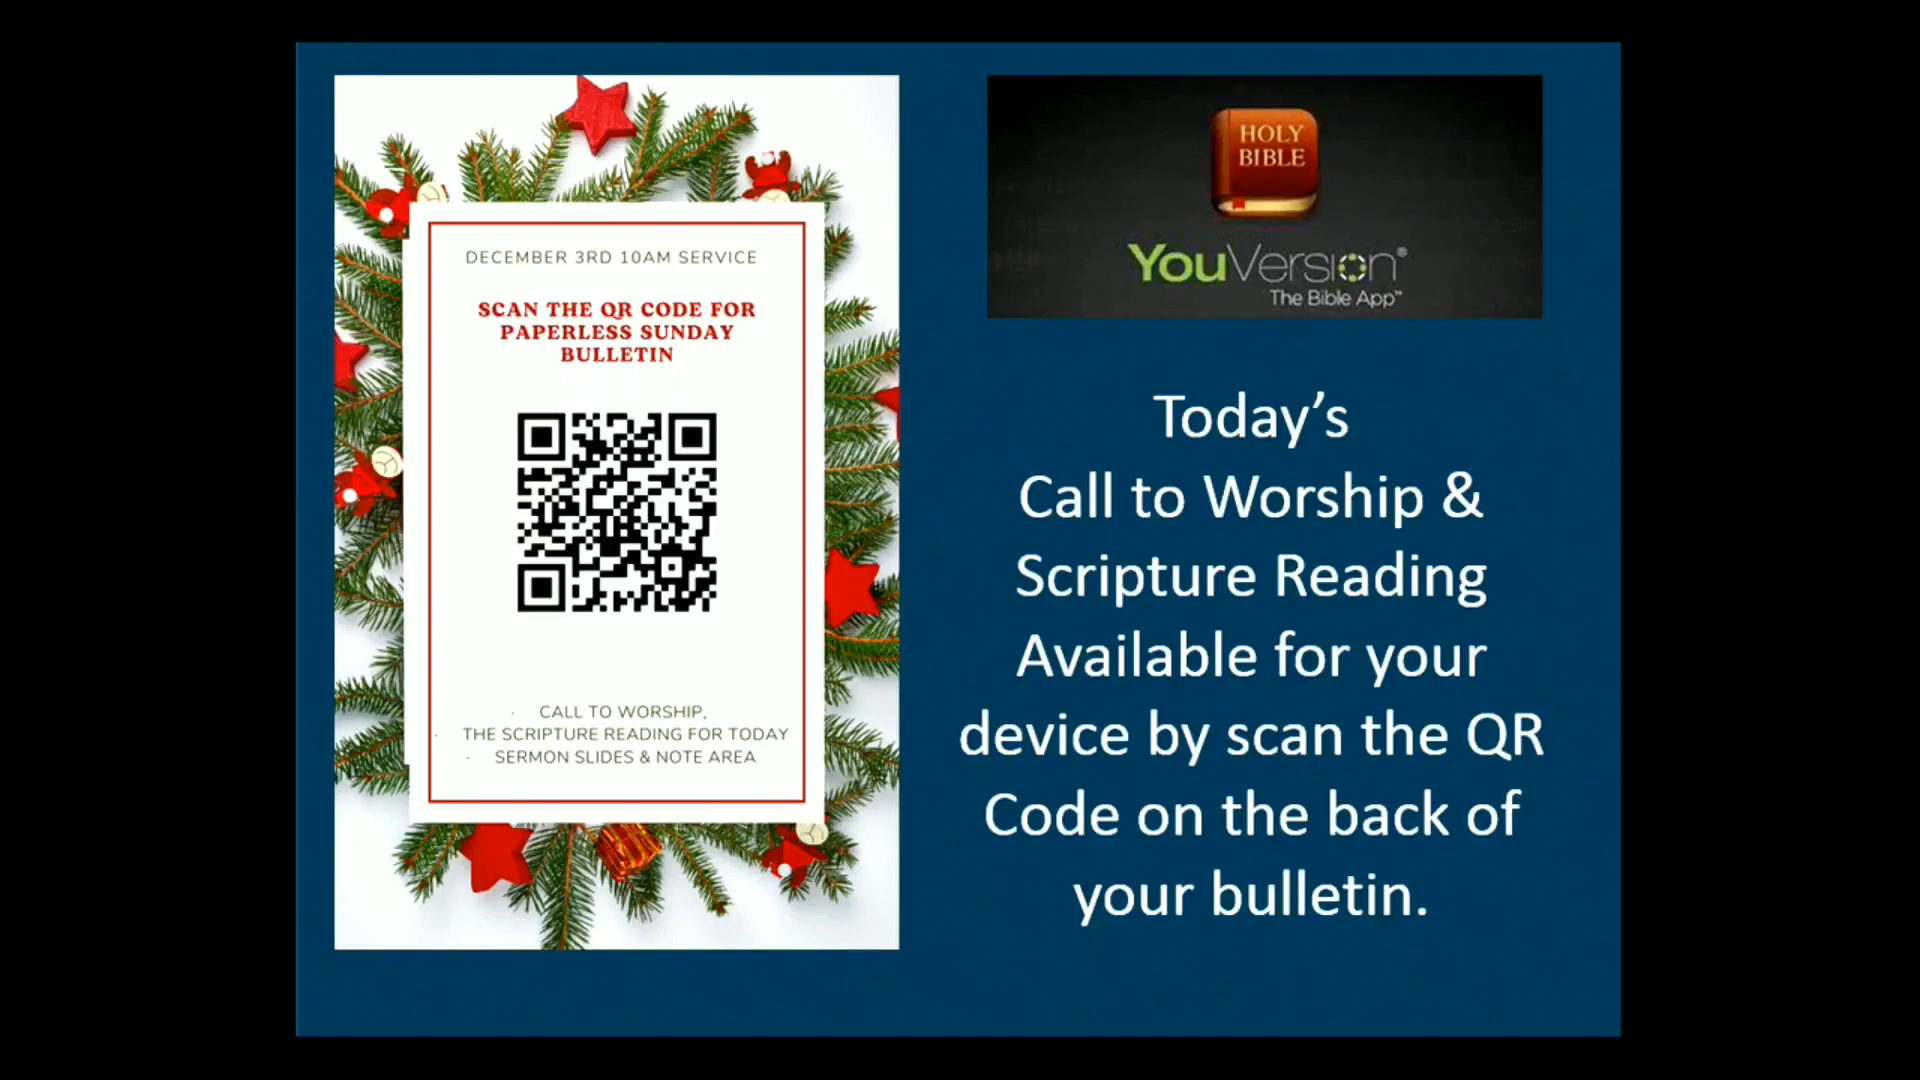 DECEMBER 3RD 10AM SERVICE
SCAN THE QR CODE FOR
PAPERLESS SUNDAY
BULLETIN
· CALL TO WORSHIP,
· THE SCRIPTURE READING FOR TODAY
· SERMON SLIDES & NOTE AREA
HOLY
BIBLE
YouVersion®
The Bible App™
Today’s
Call to Worship &
Scripture Reading
Available for your
device by scan the QR
Code on the back of
your bulletin.